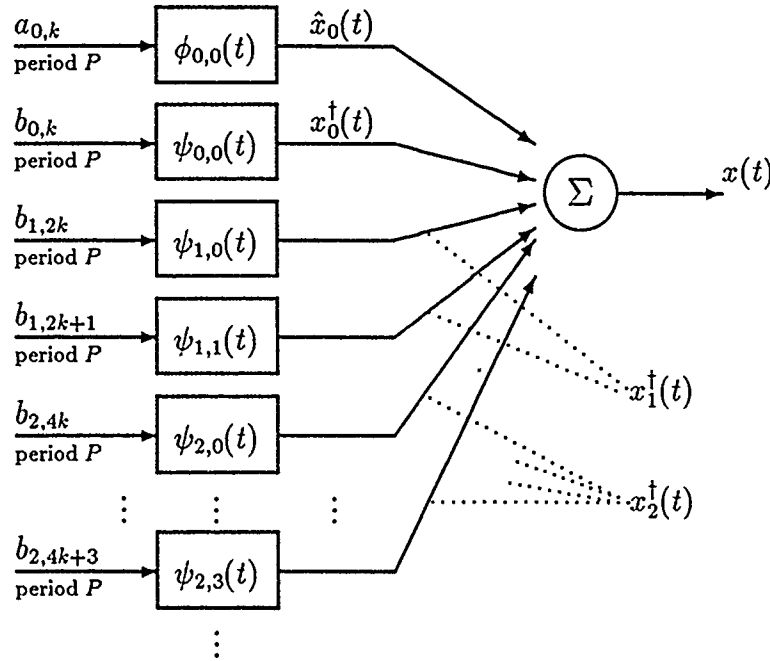 a_{0,k} period P φ_{0,0}(t) x̂_0(t)
b_{0,k} period P ψ_{0,0}(t) x_0^†(t)
Σ x(t)
b_{1,2k} period P ψ_{1,0}(t)
b_{1,2k+1} period P ψ_{1,1}(t)
x_1^†(t)
b_{2,4k} period P ψ_{2,0}(t)
x_2^†(t)
b_{2,4k+3} period P ψ_{2,3}(t)